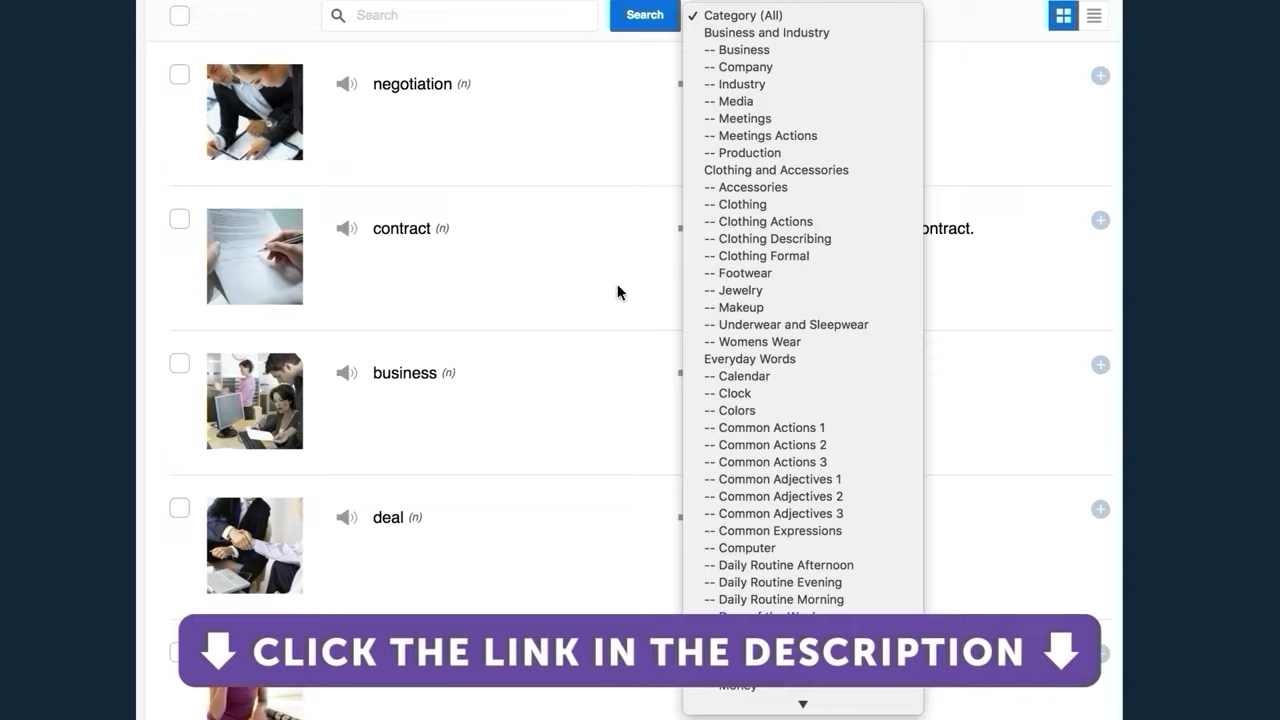 Search
Search
Category (All)
Business and Industry
-- Business
-- Company
-- Industry
-- Media
-- Meetings
-- Meetings Actions
-- Production
Clothing and Accessories
-- Accessories
-- Clothing
-- Clothing Actions
-- Clothing Describing
-- Clothing Formal
-- Footwear
-- Jewelry
-- Makeup
-- Underwear and Sleepwear
-- Womens Wear
Everyday Words
-- Calendar
-- Clock
-- Colors
-- Common Actions 1
-- Common Actions 2
-- Common Actions 3
-- Common Adjectives 1
-- Common Adjectives 2
-- Common Adjectives 3
-- Common Expressions
-- Computer
-- Daily Routine Afternoon
-- Daily Routine Evening
-- Daily Routine Morning
negotiation (n)
contract (n)
ontract.
business (n)
deal (n)
CLICK THE LINK IN THE DESCRIPTION